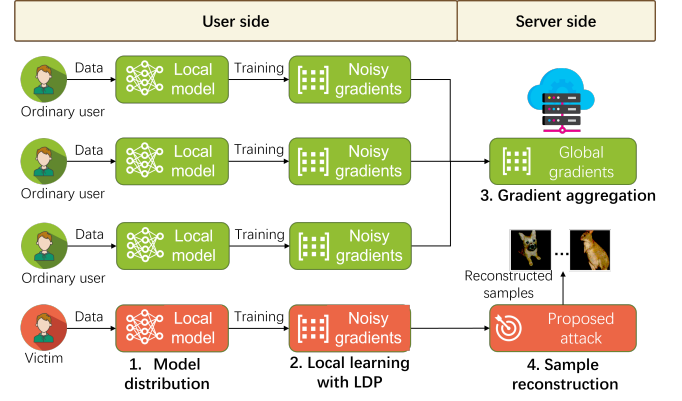 User side
Server side
Data
Local
model
Training
Noisy
gradients
Ordinary user
Data
Local
model
Training
Noisy
gradients
Ordinary user
Global
gradients
3. Gradient aggregation
Data
Local
model
Training
Noisy
gradients
Ordinary user
Reconstructed
samples
Data
Local
model
Training
Noisy
gradients
Proposed
attack
Victim
1. Model
distribution
2. Local learning
with LDP
4. Sample
reconstruction